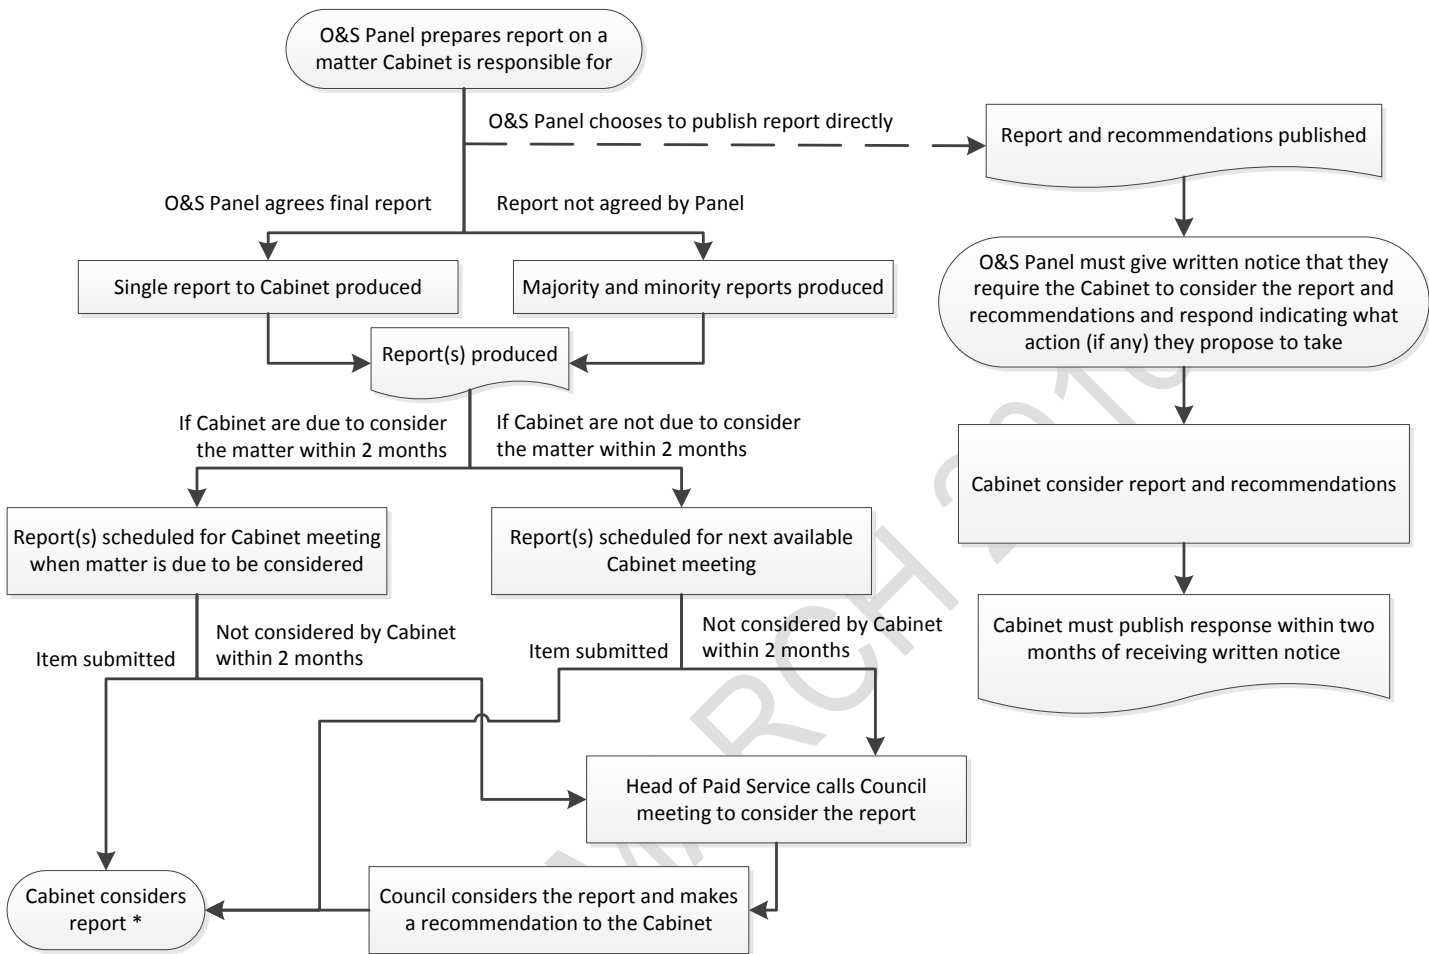 O&S Panel prepares report on a
matter Cabinet is responsible for
O&S Panel chooses to publish report directly
Report and recommendations published
O&S Panel agrees final report
Report not agreed by Panel
Single report to Cabinet produced
Majority and minority reports produced
O&S Panel must give written notice that they
require the Cabinet to consider the report and
recommendations and respond indicating what
action (if any) they propose to take
Report(s) produced
If Cabinet are due to consider
the matter within 2 months
If Cabinet are not due to consider
the matter within 2 months
Cabinet consider report and recommendations
Report(s) scheduled for Cabinet meeting
when matter is due to be considered
Report(s) scheduled for next available
Cabinet meeting
Item submitted
Not considered by Cabinet
within 2 months
Item submitted
Not considered by Cabinet
within 2 months
Cabinet must publish response within two
months of receiving written notice
Head of Paid Service calls Council
meeting to consider the report
Cabinet considers
report *
Council considers the report and makes
a recommendation to the Cabinet
MARCH